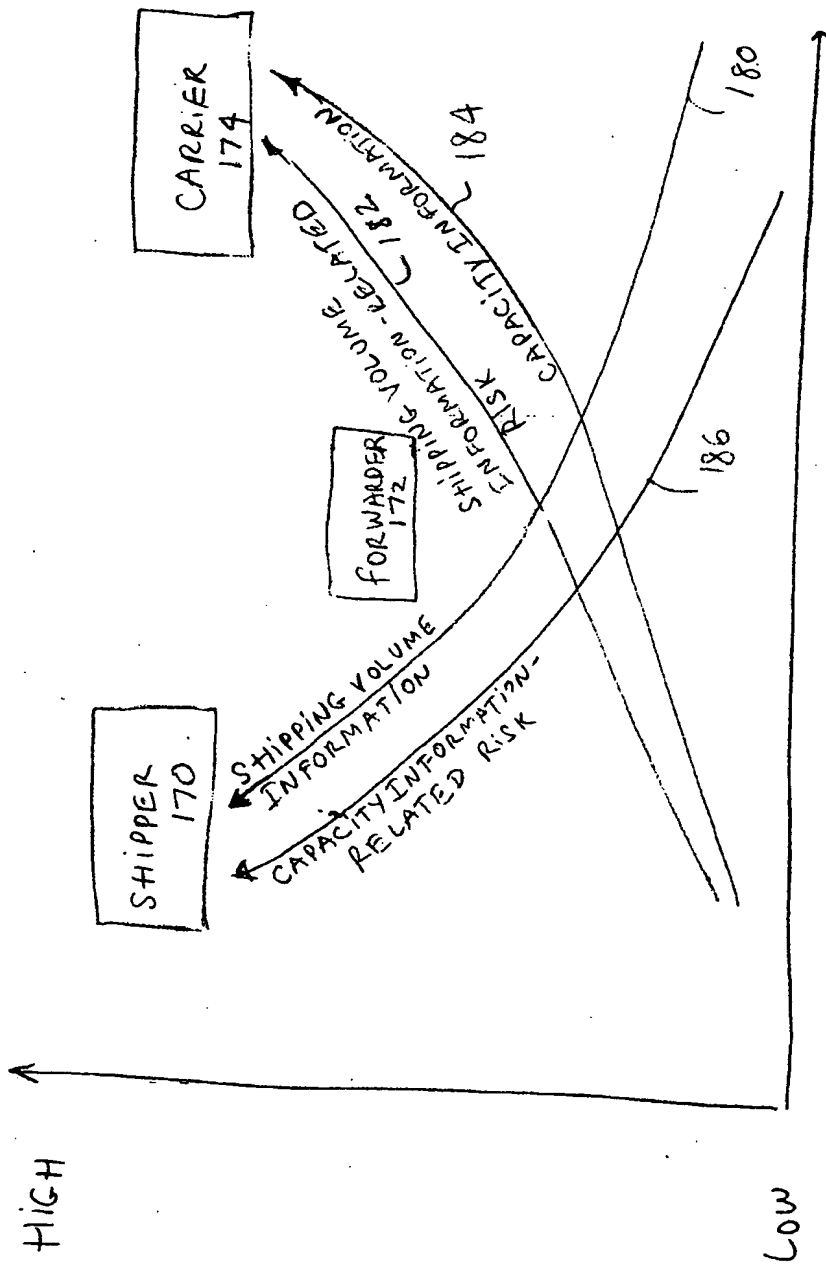 HIGH
LOW
SHIPPER
170
FORWARDER
172
CARRIER
174
SHIPPING VOLUME
INFORMATION
CAPACITY INFORMATION-
RELATED RISK
SHIPPING VOLUME
INFORMATION-RELATED
RISK
182
CAPACITY INFORMATION
184
180
186